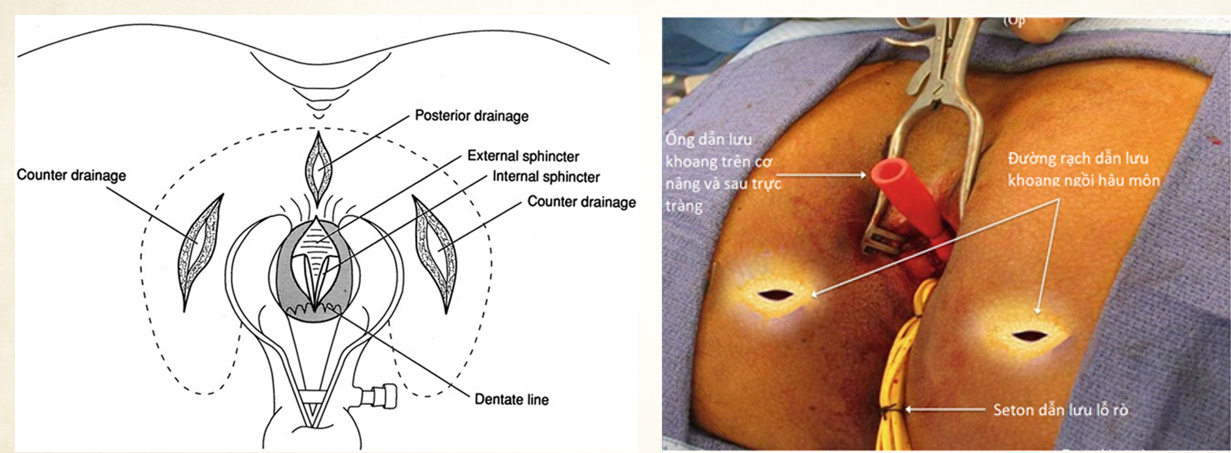 Posterior drainage
External sphincter
Internal sphincter
Counter drainage
Counter drainage
Dentate line
(Op
Ống dẫn lưu
khoang trên cơ
nâng và sau trực
tràng
Đường rạch dẫn lưu
khoang ngồi hậu môn
Seton dẫn lưu lỗ rò